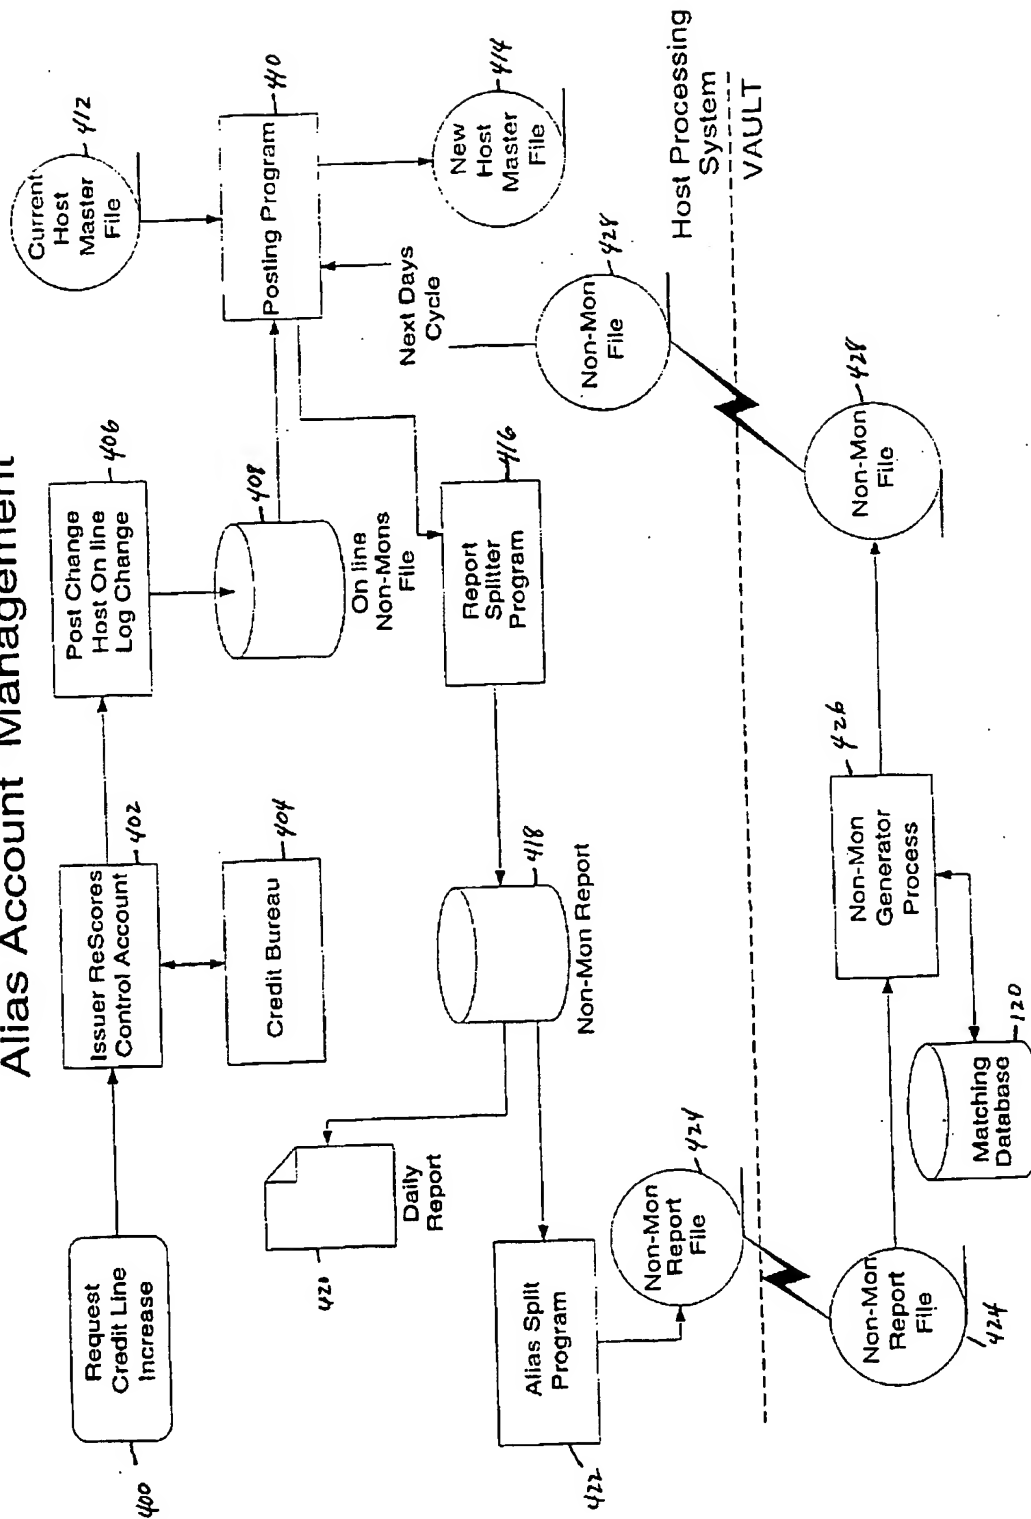 Alias Account Management
Request
Credit Line
Increase
400
Issuer ReScores
Control Account
402
Credit Bureau
404
Post Change
Host On line
Log Change
406
408
On line
Non-Mons
File
Current
Host
Master
File
412
Posting Program
410
New
Host
Master
File
414
Next Days
Cycle
Report
Splitter
Program
416
418
Non-Mon Report
Daily
Report
420
Alias Split
Program
422
Non-Mon
Report
File
424
Non-Mon
File
428
Host Processing
System
VAULT
Non-Mon
Report
File
424
Matching
Database
120
Non-Mon
Generator
Process
426
Non-Mon
File
428